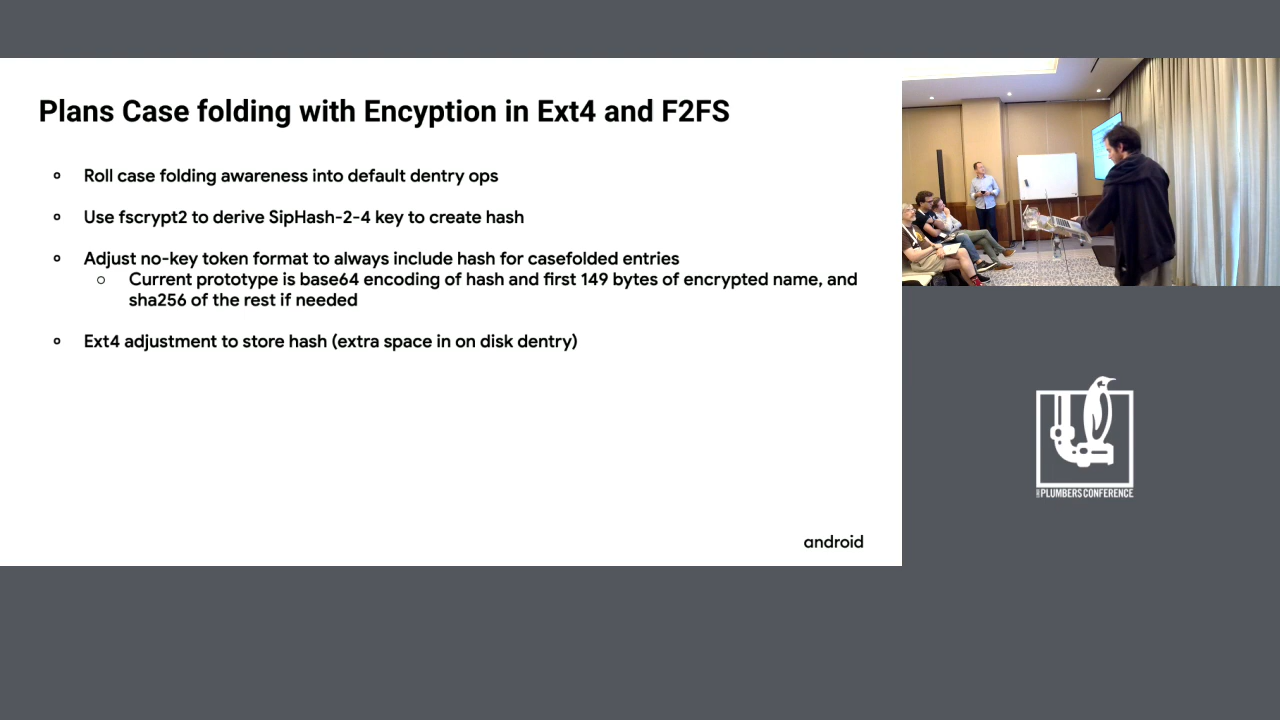 Plans Case folding with Encyption in Ext4 and F2FS
Roll case folding awareness into default dentry ops
Use fscrypt2 to derive SipHash-2-4 key to create hash
Adjust no-key token format to always include hash for casefolded entries
Current prototype is base64 encoding of hash and first 149 bytes of encrypted name, and
sha256 of the rest if needed
Ext4 adjustment to store hash (extra space in on disk dentry)
android
PLUMBERS CONFERENCE